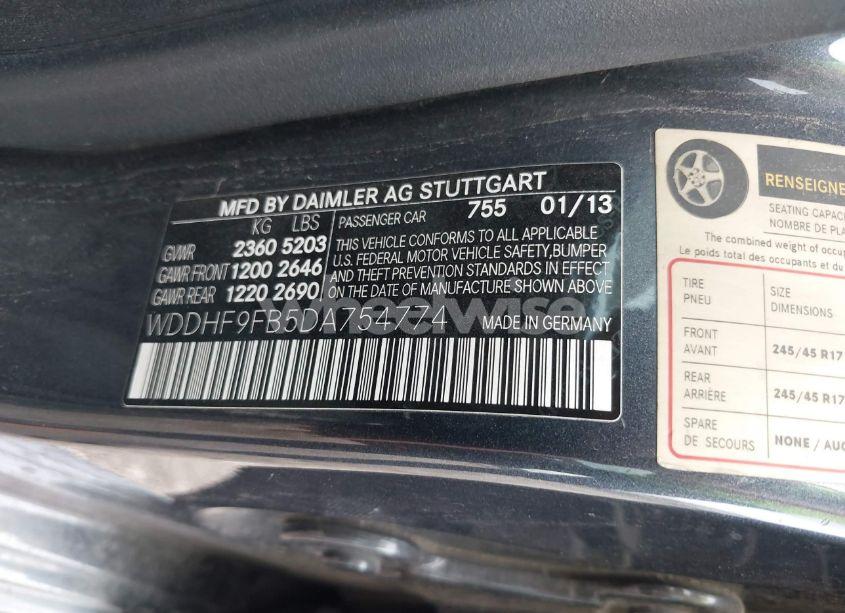 MFD BY DAIMLER AG STUTTGART
KG LBS
PASSENGER CAR 755 01/13
GVWR 2360 5203
GAWR FRONT 1200 2646
GAWR REAR 1220 2690
THIS VEHICLE CONFORMS TO ALL APPLICABLE
U.S. FEDERAL MOTOR VEHICLE SAFETY, BUMPER
AND THEFT PREVENTION STANDARDS IN EFFECT
ON DATE OF MANUFACTURE SHOWN ABOVE
WDDHF9FB5DA754774 MADE IN GERMANY
wheelwise
RENSEIGNE
SEATING CAPAC
NOMBRE DE PLA
The combined weight of occup
Le poids total des occupants et du
TIRE
PNEU
SIZE
DIMENSIONS
FRONT
AVANT
245/45 R17
REAR
ARRIÈRE
245/45 R17
SPARE
DE SECOURS
NONE / AUC